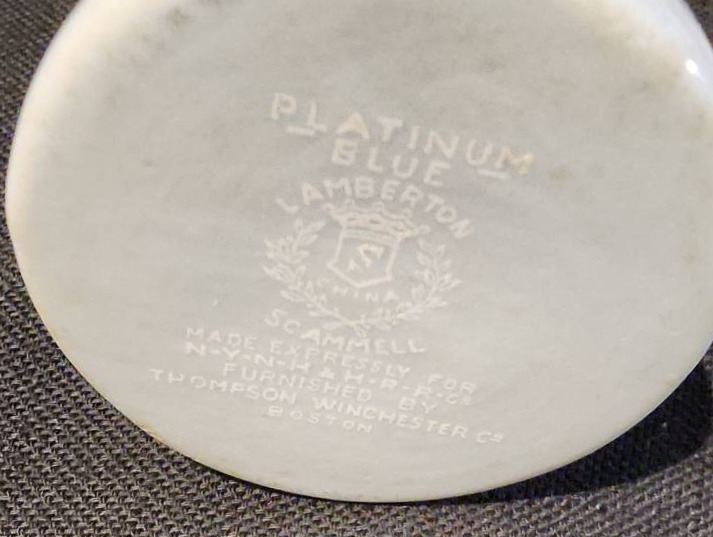 PLATINUM
BLUE
LAMBERTON
S
CHINA
SCAMMELL
MADE EXPRESSLY FOR
N-Y-N-H & H-R-R-Co
FURNISHED BY
THOMPSON WINCHESTER Co
BOSTON